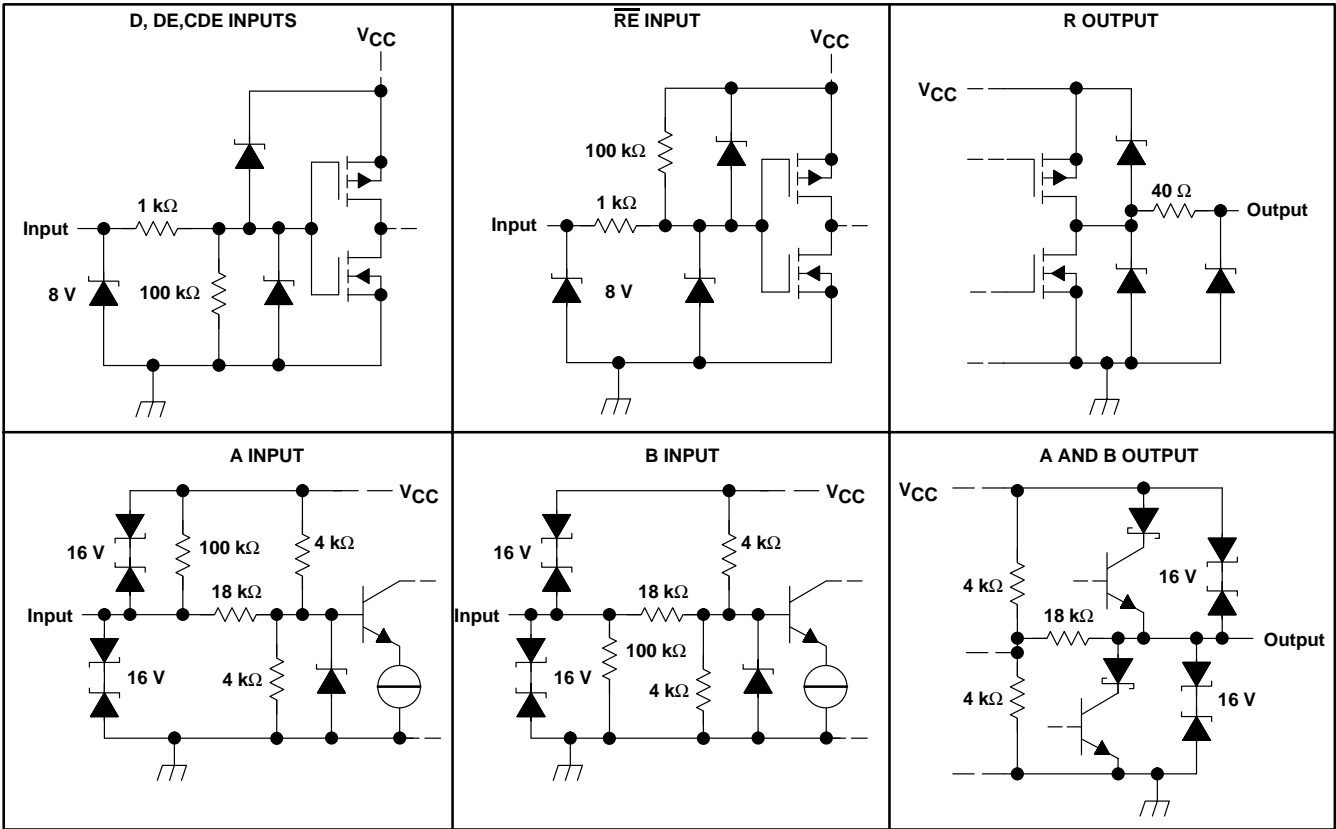 D, DE,CDE INPUTS
VCC
1 kΩ
Input
8 V
100 kΩ
RE INPUT
VCC
100 kΩ
1 kΩ
Input
8 V
R OUTPUT
VCC
40 Ω
Output
A INPUT
VCC
16 V
100 kΩ
4 kΩ
18 kΩ
Input
16 V
4 kΩ
B INPUT
VCC
16 V
4 kΩ
18 kΩ
Input
100 kΩ
16 V
4 kΩ
A AND B OUTPUT
VCC
16 V
4 kΩ
18 kΩ
Output
4 kΩ
16 V